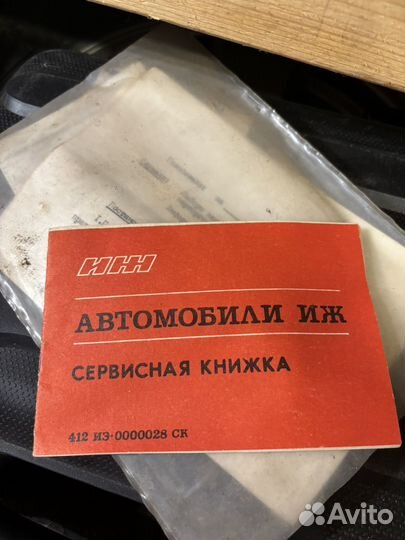 ИЖ
АВТОМОБИЛИ ИЖ
СЕРВИСНАЯ КНИЖКА
412 ИЭ-0000028 СК
Avito